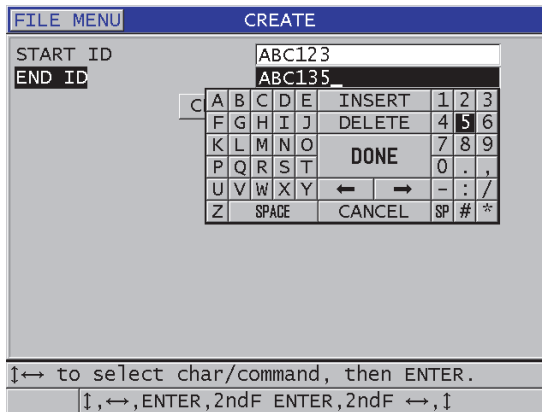 FILE MENU CREATE
START ID ABC123
END ID ABC135_
C
A B C D E INSERT 1 2 3
F G H I J DELETE 4 5 6
K L M N O DONE 7 8 9
P Q R S T 0 . ,
U V W X Y ← → - : /
Z SPACE CANCEL SP # *
↕↔ to select char/command, then ENTER.
↕,↔,ENTER,2ndF ENTER,2ndF ↔,↕